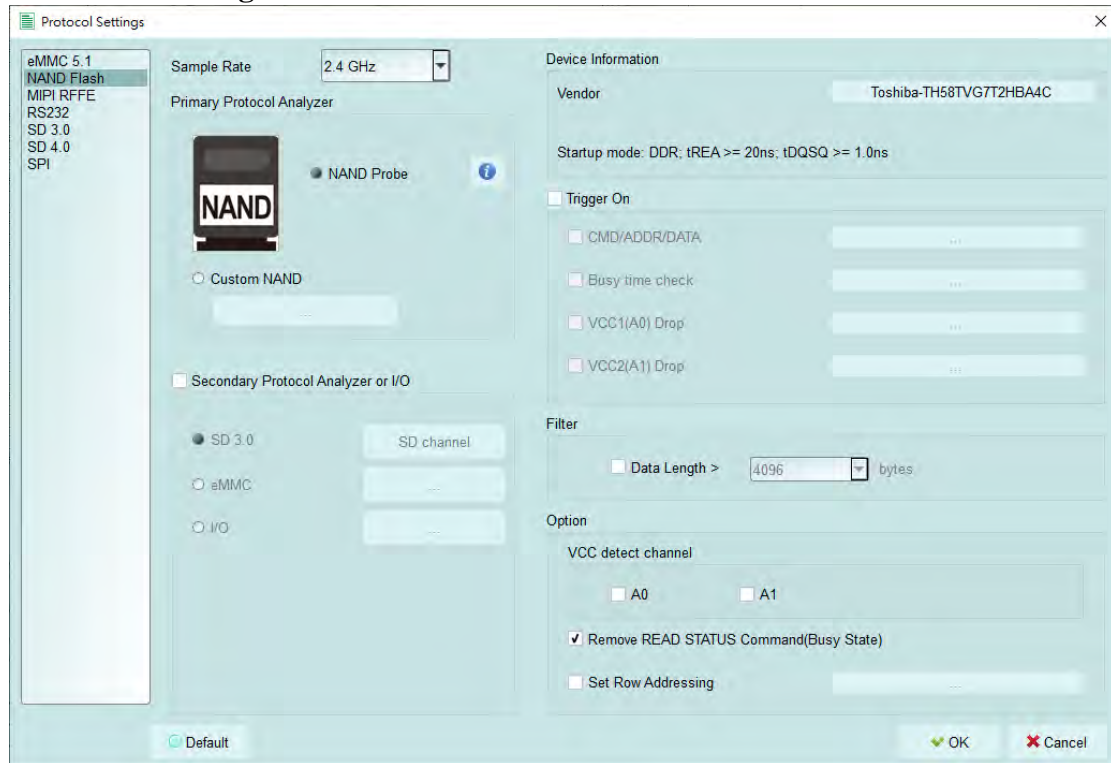 Protocol Settings
eMMC 5.1
NAND Flash
MIPI RFFE
RS232
SD 3.0
SD 4.0
SPI
Sample Rate
2.4 GHz
Primary Protocol Analyzer
NAND
NAND Probe
Custom NAND
...
Secondary Protocol Analyzer or I/O
SD 3.0
SD channel
eMMC
...
I/O
...
Device Information
Vendor
Toshiba-TH58TVG7T2HBA4C
Startup mode: DDR; tREA >= 20ns; tDQSQ >= 1.0ns
Trigger On
CMD/ADDR/DATA
...
Busy time check
...
VCC1(A0) Drop
...
VCC2(A1) Drop
...
Filter
Data Length >
4096
bytes
Option
VCC detect channel
A0
A1
Remove READ STATUS Command(Busy State)
Set Row Addressing
...
Default
OK
Cancel